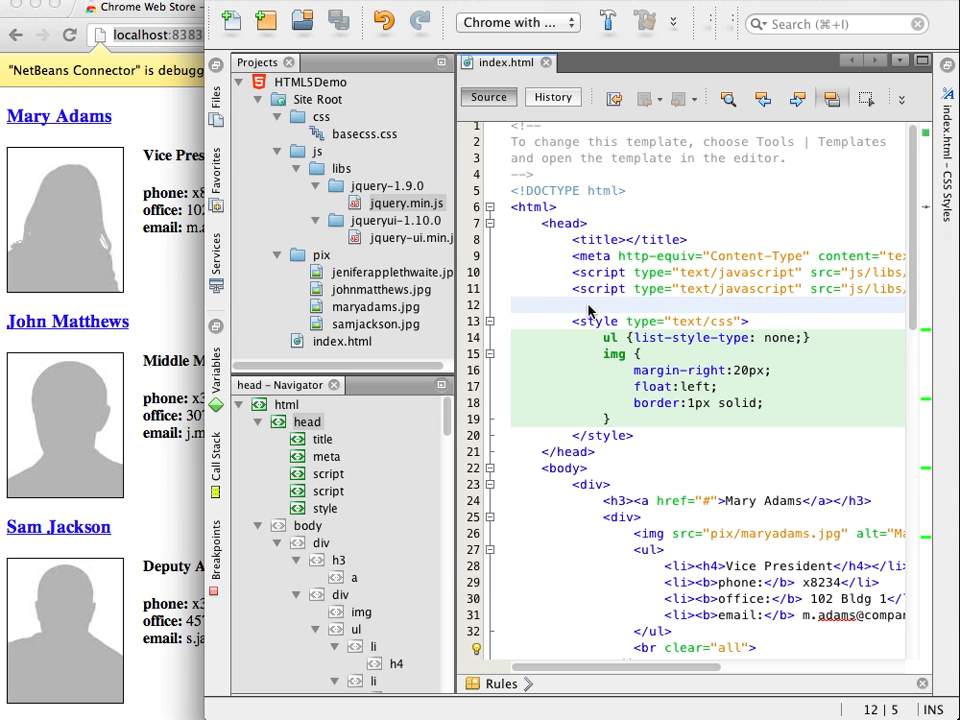 Chrome Web Store -
localhost:8383
"NetBeans Connector" is debugg
Mary Adams
Vice Pres
phone: x8
office: 102
email: m.a
John Matthews
Middle M
phone: x3
office: 307
email: j.m
Sam Jackson
Deputy A
phone: x3
office: 457
email: s.ja
Chrome with ...
Search (⌘+I)
Files
Favorites
Services
Variables
Call Stack
Breakpoints
Projects
HTML5Demo
Site Root
css
basecss.css
js
libs
jquery-1.9.0
jquery.min.js
jqueryui-1.10.0
jquery-ui.min.j
pix
jeniferapplethwaite.jp
johnmatthews.jpg
maryadams.jpg
samjackson.jpg
index.html
head - Navigator
html
head
title
meta
script
script
style
body
div
h3
a
div
img
ul
li
h4
li
index.html
Source
History
1 <!--
2 To change this template, choose Tools | Templates
3 and open the template in the editor.
4 -->
5 <!DOCTYPE html>
6 <html>
7 <head>
8 <title></title>
9 <meta http-equiv="Content-Type" content="tex
10 <script type="text/javascript" src="js/libs/
11 <script type="text/javascript" src="js/libs/
12
13 <style type="text/css">
14 ul {list-style-type: none;}
15 img {
16 margin-right:20px;
17 float:left;
18 border:1px solid;
19 }
20 </style>
21 </head>
22 <body>
23 <div>
24 <h3><a href="#">Mary Adams</a></h3>
25 <div>
26 <img src="pix/maryadams.jpg" alt="Ma
27 <ul>
28 <li><h4>Vice President</h4></li
29 <li><b>phone:</b> x8234</li>
30 <li><b>office:</b> 102 Bldg 1</
31 <li><b>email:</b> m.adams@compan
32 </ul>
<br clear="all">
Rules
12 | 5
INS
index.html - CSS Styles